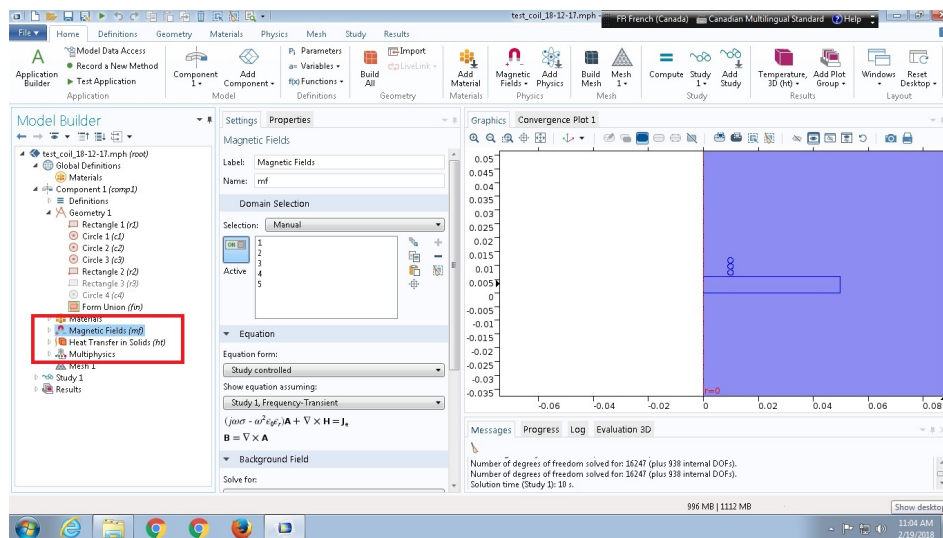 test_coil_18-12-17.mph -
FR French (Canada) Canadian Multilingual Standard Help
File Home Definitions Geometry Materials Physics Mesh Study Results
Application Builder
Model Data Access
Record a New Method
Test Application
Application
Component 1
Add Component
Model
Pi Parameters
a= Variables
f(x) Functions
Definitions
Build All
Import
LiveLink
Geometry
Add Material
Materials
Magnetic Fields
Add Physics
Physics
Build Mesh
Mesh 1
Mesh
Compute
Study 1
Add Study
Study
Temperature, 3D (ht)
Add Plot Group
Results
Windows
Reset Desktop
Layout
Model Builder
test_coil_18-12-17.mph (root)
Global Definitions
Materials
Component 1 (comp1)
Definitions
Geometry 1
Rectangle 1 (r1)
Circle 1 (c1)
Circle 2 (c2)
Circle 3 (c3)
Rectangle 2 (r2)
Rectangle 3 (r3)
Circle 4 (c4)
Form Union (fin)
Materials
Magnetic Fields (mf)
Heat Transfer in Solids (ht)
Multiphysics
Mesh 1
Study 1
Results
Settings Properties
Magnetic Fields
Label: Magnetic Fields
Name: mf
Domain Selection
Selection: Manual
Active
1
2
3
4
5
Equation
Equation form:
Study controlled
Show equation assuming:
Study 1, Frequency-Transient
(jωσ - ω²ε₀εᵣ)A + ∇ × H = Jₑ
B = ∇ × A
Background Field
Solve for:
Graphics Convergence Plot 1
0.05
0.045
0.04
0.035
0.03
0.025
0.02
0.015
0.01
0.005
0
-0.005
-0.01
-0.015
-0.02
-0.025
-0.03
-0.035
r=0
-0.06 -0.04 -0.02 0 0.02 0.04 0.06 0.08
Messages Progress Log Evaluation 3D
Number of degrees of freedom solved for: 16247 (plus 938 internal DOFs).
Number of degrees of freedom solved for: 16247 (plus 938 internal DOFs).
Solution time (Study 1): 10 s.
996 MB | 1112 MB
Show deskto
11:04 AM
2/19/2018